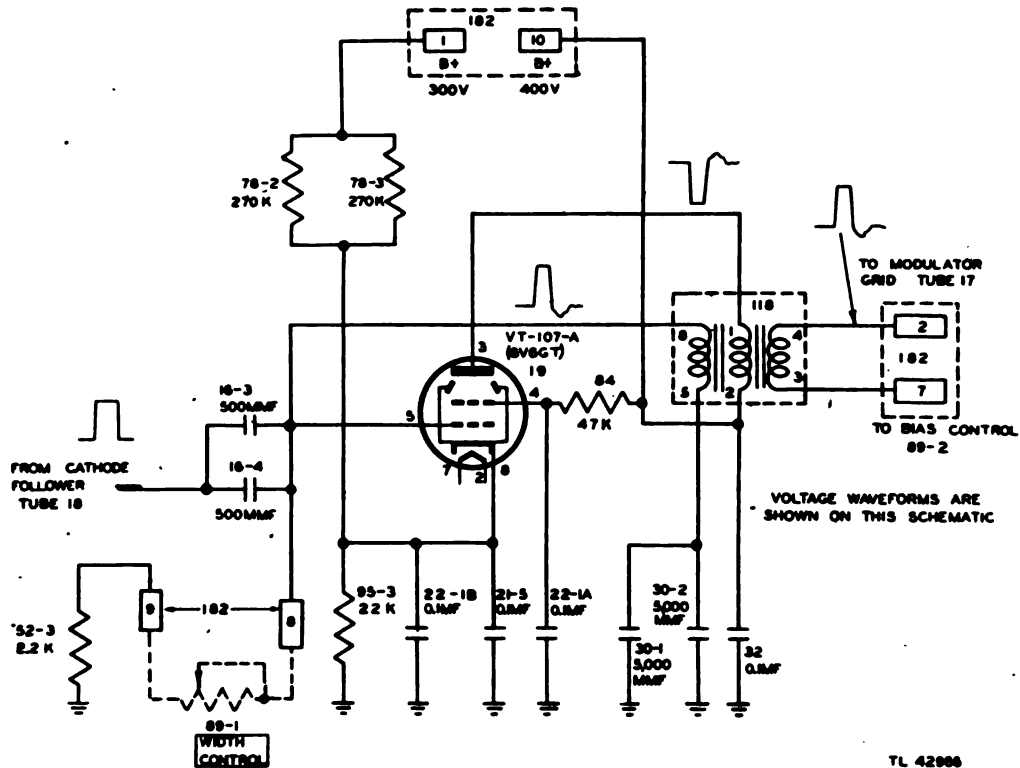 182
1
10
B+
B+
300V
400V
78-2
270K
78-3
270K
TO MODULATOR
GRID TUBE 17
118
VT-107-A
(6V6GT)
3
19
8
1
4
2
182
5
2
3
7
84
4
47K
16-3
500MMF
5
TO BIAS CONTROL
89-2
FROM CATHODE
FOLLOWER
TUBE 18
16-4
500MMF
7
2
8
VOLTAGE WAVEFORMS ARE
SHOWN ON THIS SCHEMATIC
9
182
8
95-3
22K
22-1B
0.1MF
21-5
0.1MF
22-1A
0.1MF
30-2
5,000
MMF
52-3
2.2K
30-1
5,000
MMF
32
0.1MF
89-1
WIDTH
CONTROL
TL 42966